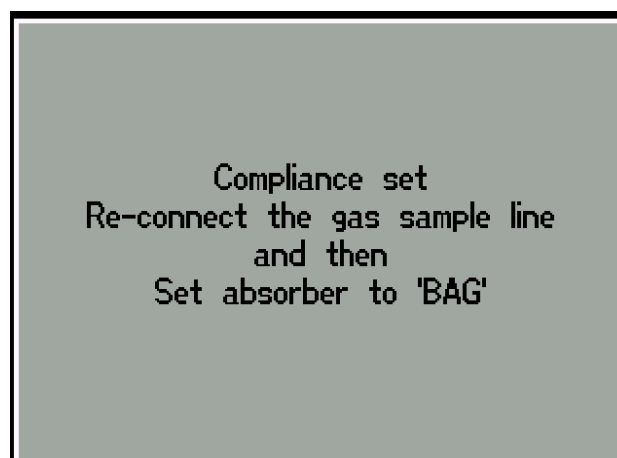 Compliance set
Re-connect the gas sample line
and then
Set absorber to 'BAG'